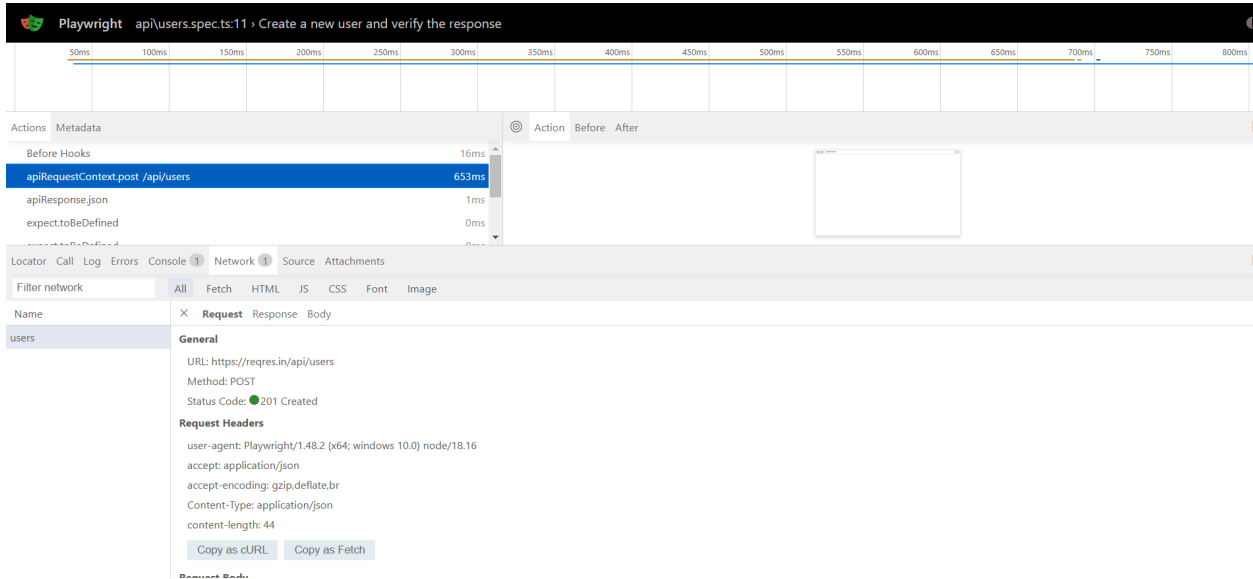 Playwright api\users.spec.ts:11 › Create a new user and verify the response
50ms 100ms 150ms 200ms 250ms 300ms 350ms 400ms 450ms 500ms 550ms 600ms 650ms 700ms 750ms 800ms
Actions Metadata
Action Before After
Before Hooks 16ms
apiRequestContext.post /api/users 653ms
apiResponse.json 1ms
expect.toBeDefined 0ms
expect.toBeDefined 0ms
Locator Call Log Errors Console 1 Network 1 Source Attachments
Filter network All Fetch HTML JS CSS Font Image
Name × Request Response Body
users
General
URL: https://reqres.in/api/users
Method: POST
Status Code: 201 Created
Request Headers
user-agent: Playwright/1.48.2 (x64; windows 10.0) node/18.16
accept: application/json
accept-encoding: gzip,deflate,br
Content-Type: application/json
content-length: 44
Copy as cURL Copy as Fetch
Request Body